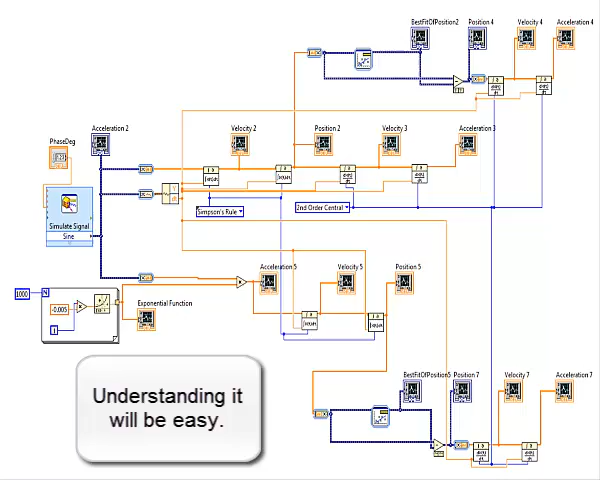 BestFitOfPosition2
Position 4
Velocity 4
Acceleration 4
PhaseDeg
Acceleration 2
Velocity 2
Position 2
Velocity 3
Acceleration 3
Simulate Signal
Sine
Simpson's Rule
2nd Order Central
1000
N
-0,005
i
Exponential Function
Acceleration 5
Velocity 5
Position 5
Understanding it
will be easy.
BestFitOfPosition5
Position 7
Velocity 7
Acceleration 7